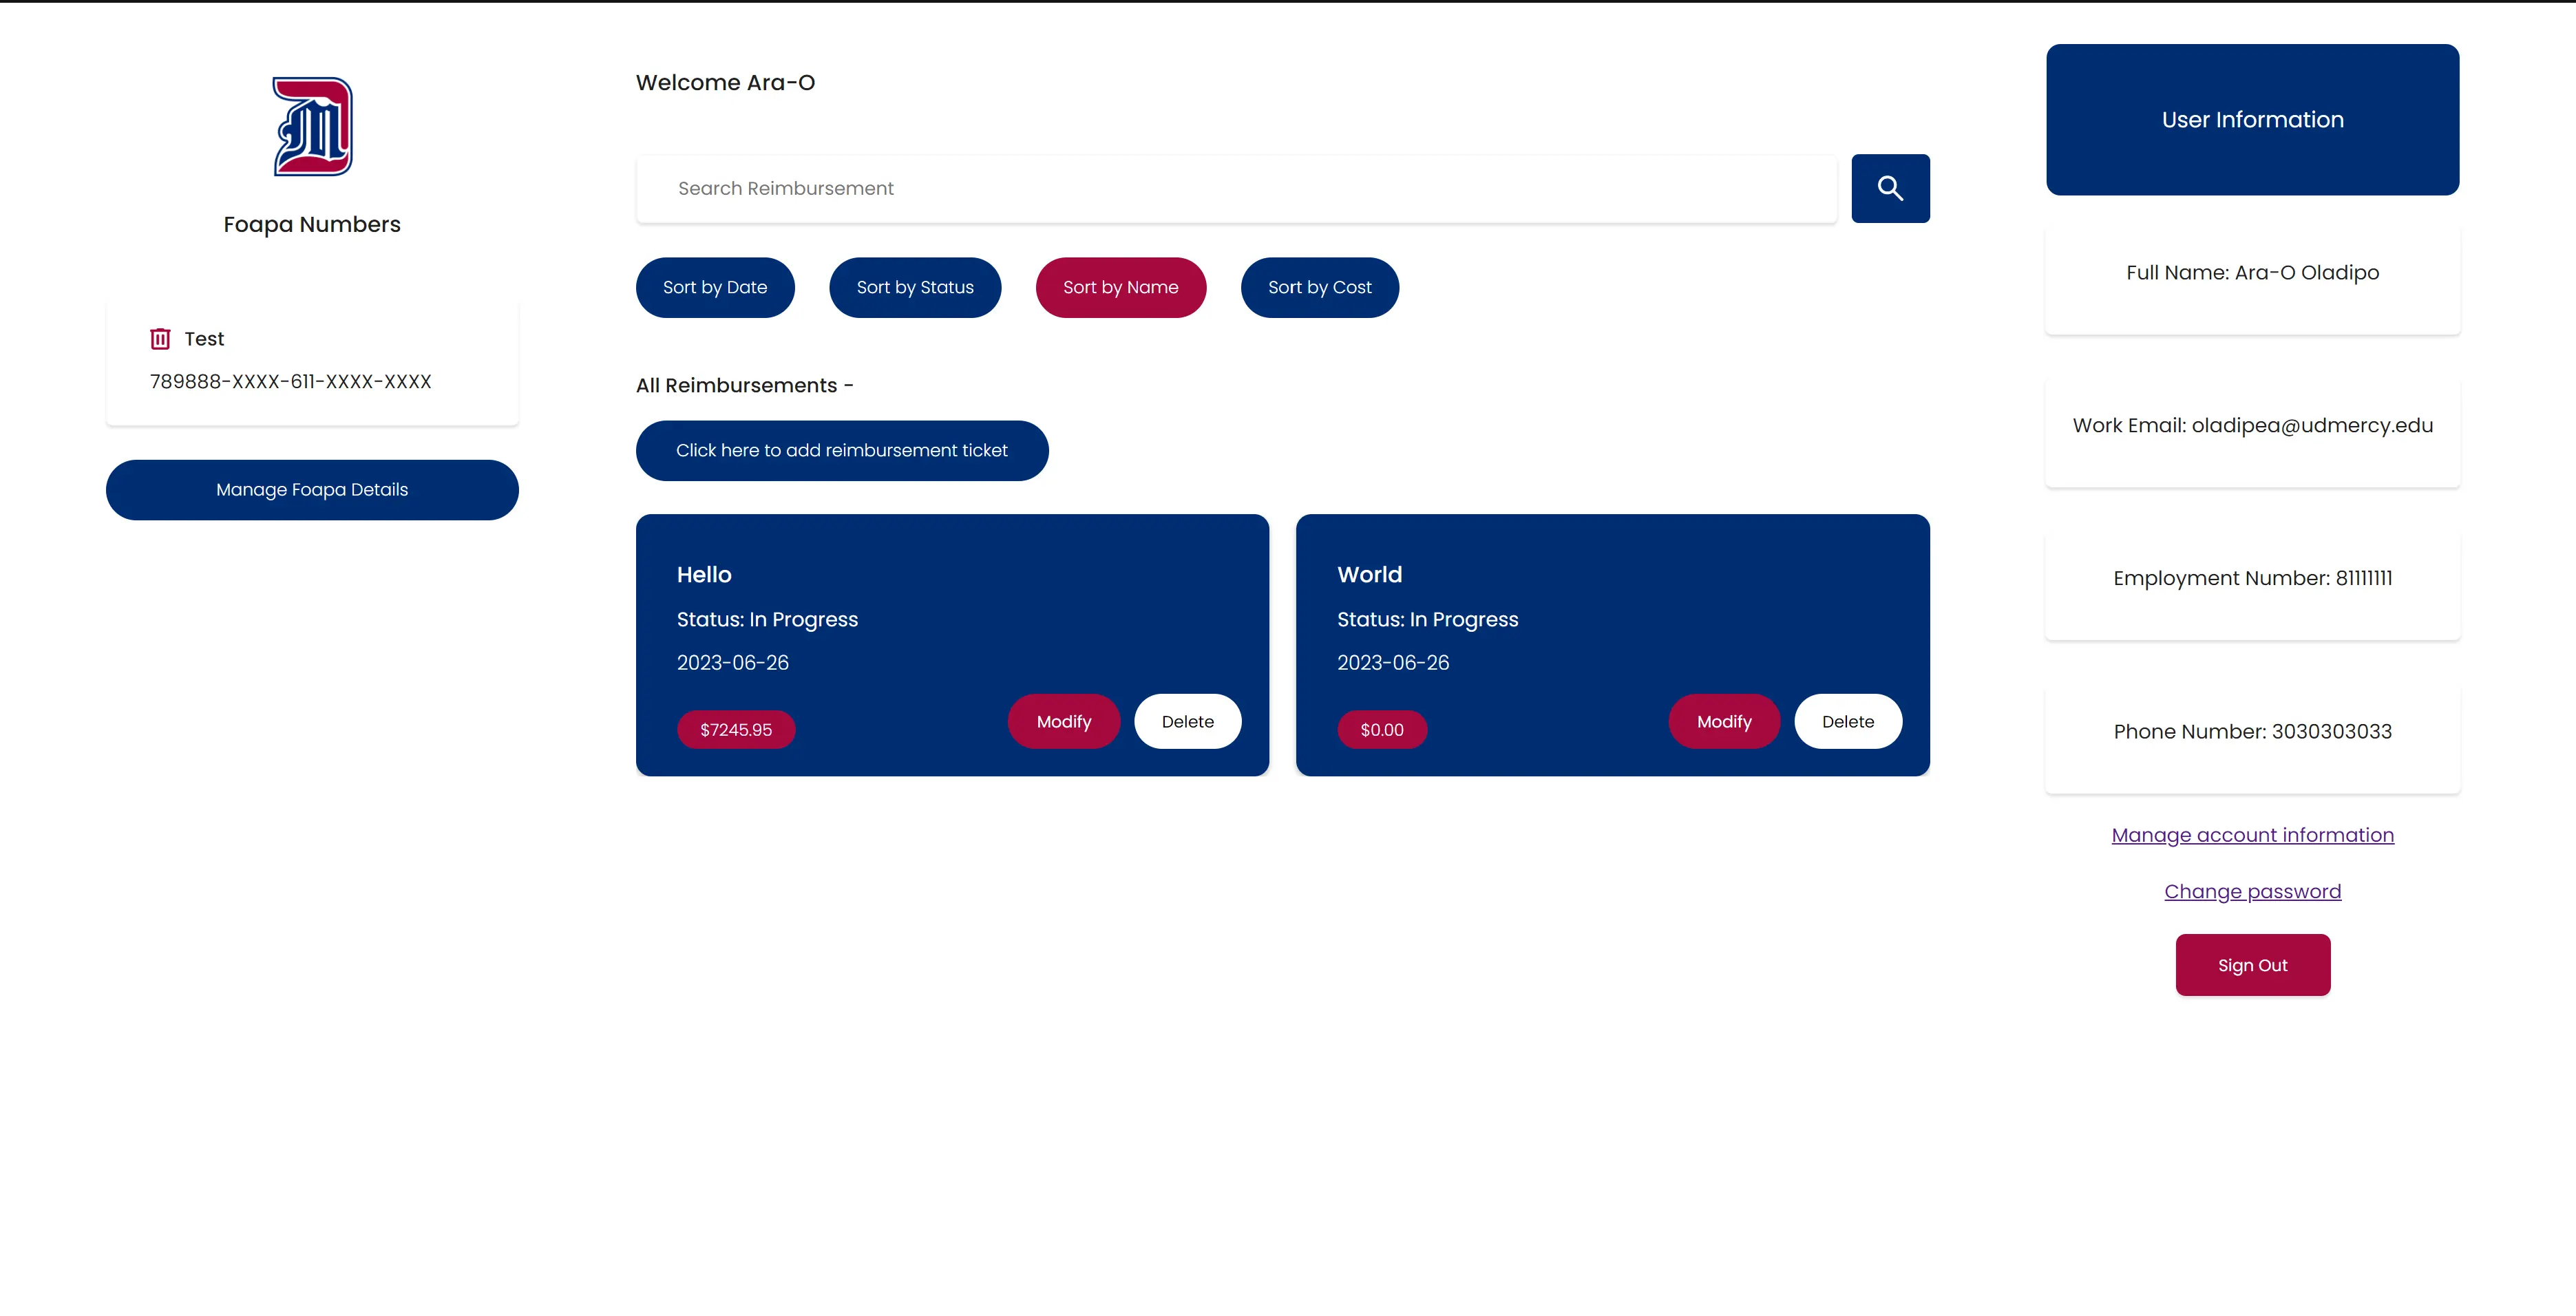 Foapa Numbers
Test
789888-XXXX-611-XXXX-XXXX
Manage Foapa Details
Welcome Ara-O
Search Reimbursement
Sort by Date
Sort by Status
Sort by Name
Sort by Cost
All Reimbursements -
Click here to add reimbursement ticket
Hello
Status: In Progress
2023-06-26
$7245.95
Modify
Delete
World
Status: In Progress
2023-06-26
$0.00
Modify
Delete
User Information
Full Name: Ara-O Oladipo
Work Email: oladipea@udmercy.edu
Employment Number: 81111111
Phone Number: 3030303033
Manage account information
Change password
Sign Out